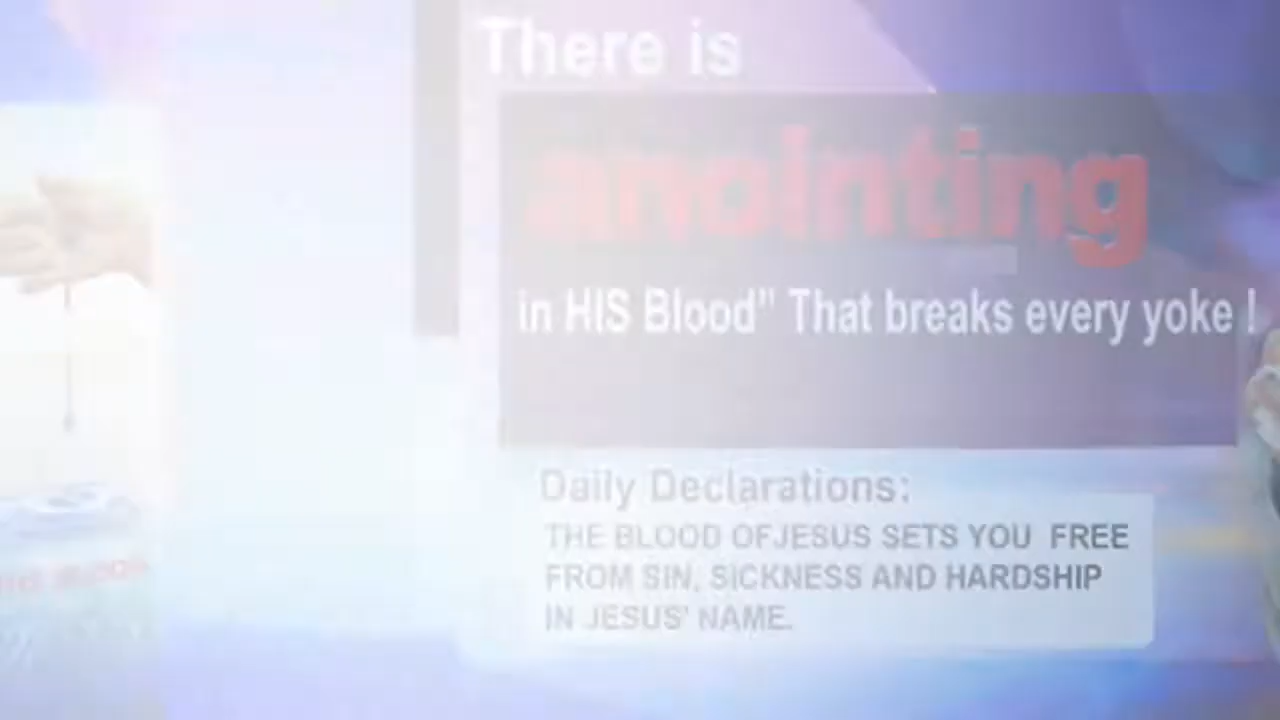 There is
anointing
in HIS Blood" That breaks every yoke !
Daily Declarations:
THE BLOOD OFJESUS SETS YOU FREE
FROM SIN, SICKNESS AND HARDSHIP
IN JESUS' NAME.
BLOOD